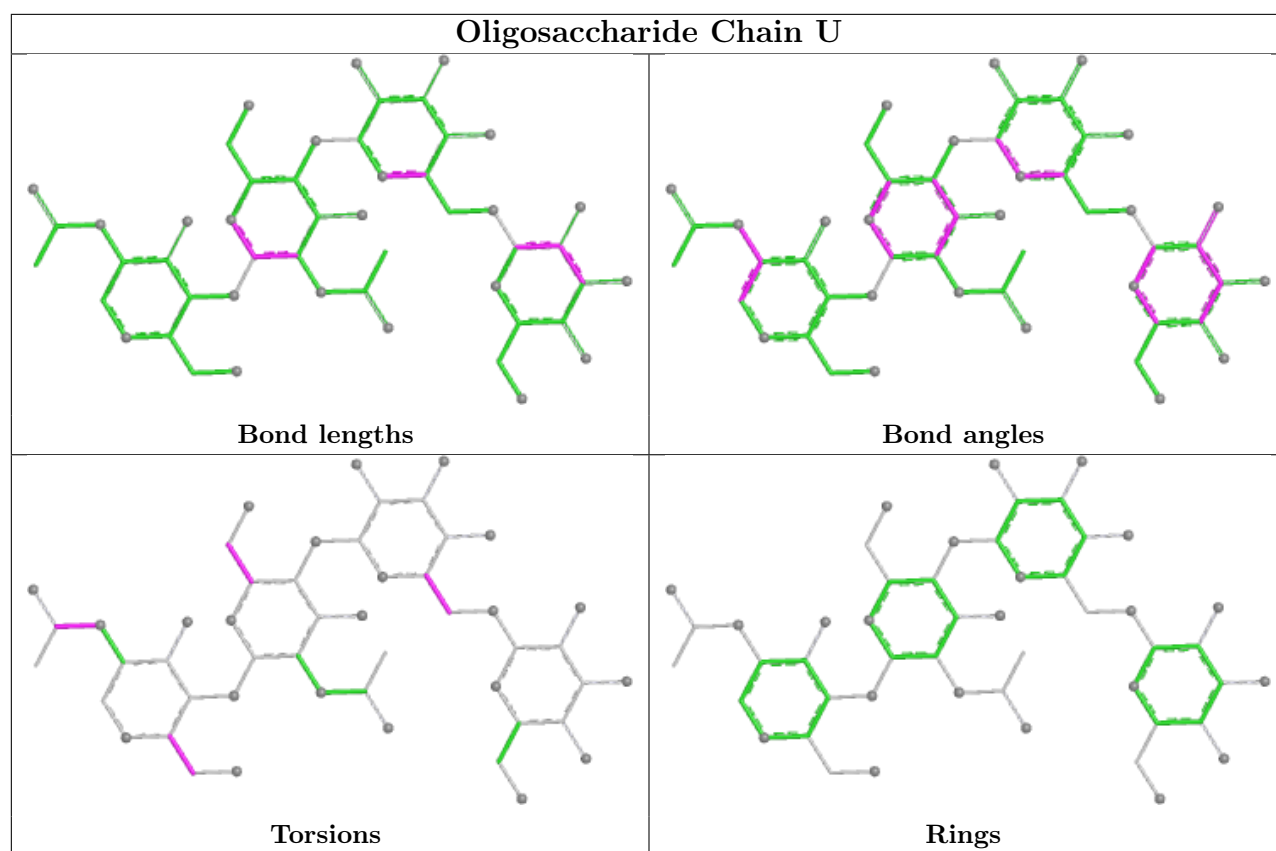 Oligosaccharide Chain U
Bond lengths
Bond angles
Torsions
Rings